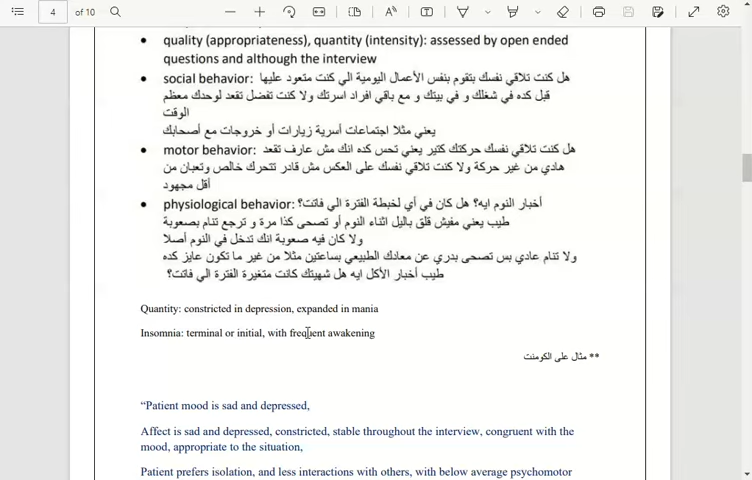 4 of 10
• quality (appropriateness), quantity (intensity): assessed by open ended
questions and although the interview
• social behavior: هل كنت تلاقي نفسك بتقوم بنفس الأعمال اليومية الي كنت متعود عليها
قبل كده في شغلك و في بيتك و مع باقي افراد اسرتك ولا كنت تفضل تقعد لوحدك معظم
الوقت
يعني مثلا اجتماعات أسرية زيارات أو خروجات مع أصحابك
• motor behavior: هل كنت تلاقي نفسك حركتك كتير يعني تحس كده انك مش عارف تقعد
هادي من غير حركة ولا كنت تلاقي نفسك على العكس مش قادر تتحرك خالص وتعبان من
أقل مجهود
• physiological behavior: أخبار النوم ايه؟ هل كان في أي لخبطة الفترة الي فاتت؟
طيب يعني مفيش قلق باليل اثناء النوم أو تصحى كذا مرة و ترجع تنام بصعوبة
ولا كان فيه صعوبة انك تدخل في النوم أصلا
ولا تنام عادي بس تصحى بدري عن معادك الطبيعي بساعتين مثلا من غير ما تكون عايز كده
طيب أخبار الأكل ايه هل شهيتك كانت متغيرة الفترة الي فاتت؟
Quantity: constricted in depression, expanded in mania
Insomnia: terminal or initial, with frequent awakening
** مثال على الكومنت
“Patient mood is sad and depressed,
Affect is sad and depressed, constricted, stable throughout the interview, congruent with the
mood, appropriate to the situation,
Patient prefers isolation, and less interactions with others, with below average psychomotor